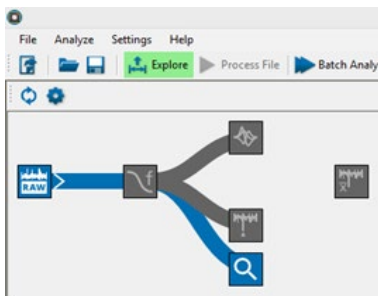 File Analyze Settings Help
Explore Process File Batch Analy
RAW
f
x̄